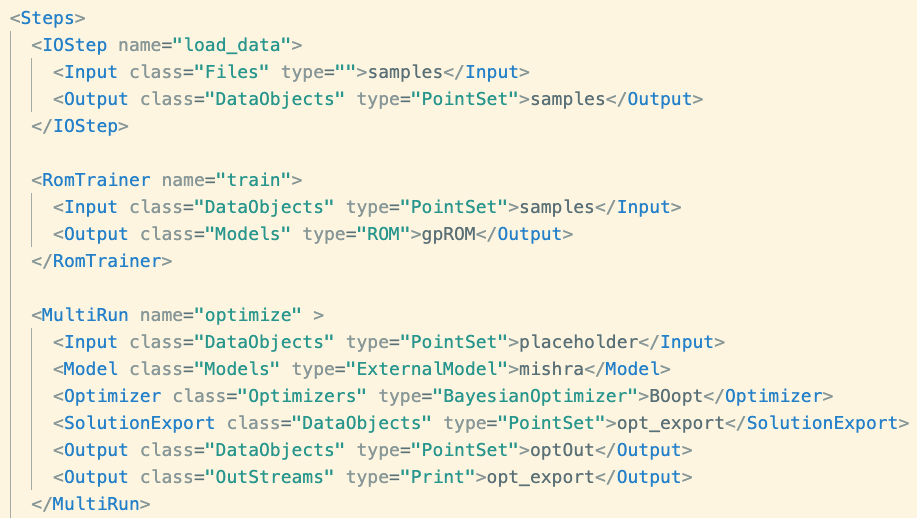 <Steps>
<IOStep name="load_data">
<Input class="Files" type="">samples</Input>
<Output class="DataObjects" type="PointSet">samples</Output>
</IOStep>
<RomTrainer name="train">
<Input class="DataObjects" type="PointSet">samples</Input>
<Output class="Models" type="ROM">gpROM</Output>
</RomTrainer>
<MultiRun name="optimize" >
<Input class="DataObjects" type="PointSet">placeholder</Input>
<Model class="Models" type="ExternalModel">mishra</Model>
<Optimizer class="Optimizers" type="BayesianOptimizer">BOopt</Optimizer>
<SolutionExport class="DataObjects" type="PointSet">opt_export</SolutionExport>
<Output class="DataObjects" type="PointSet">optOut</Output>
<Output class="OutStreams" type="Print">opt_export</Output>
</MultiRun>